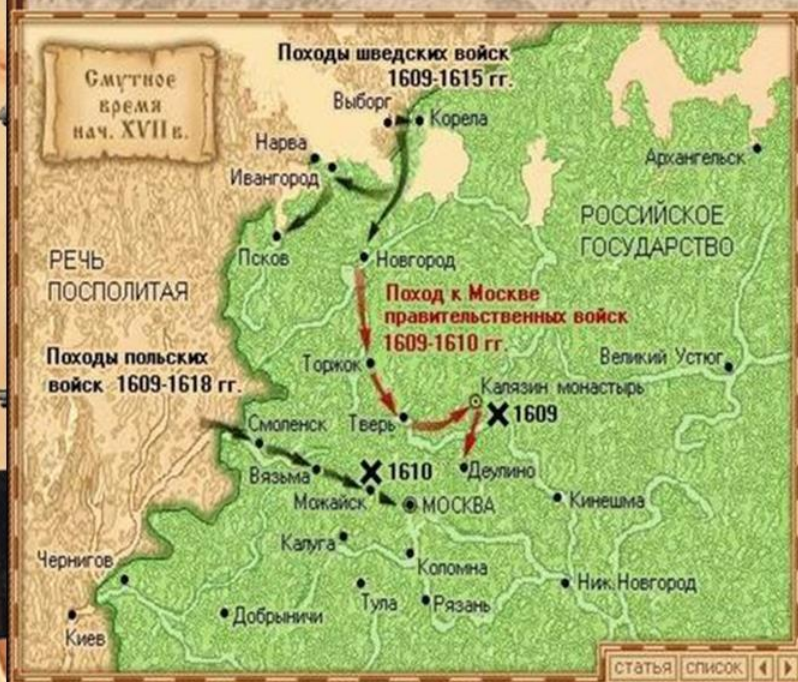 Смутное
время
нач. XVII в.
Походы шведских войск
1609-1615 гг.
Выборг
Корела
Нарва
Ивангород
Архангельск
Псков
Новгород
РОССИЙСКОЕ
ГОСУДАРСТВО
РЕЧЬ
ПОСПОЛИТАЯ
Поход к Москве
правительственных войск
1609-1610 гг.
Походы польских
войск 1609-1618 гг.
Торжок
Великий Устюг
Калязин монастырь
1609
Смоленск
Тверь
Вязьма
1610
Деулино
Можайск
МОСКВА
Кинешма
Калуга
Коломна
Чернигов
Ниж. Новгород
Тула
Рязань
Добрыничи
Киев
статья
список